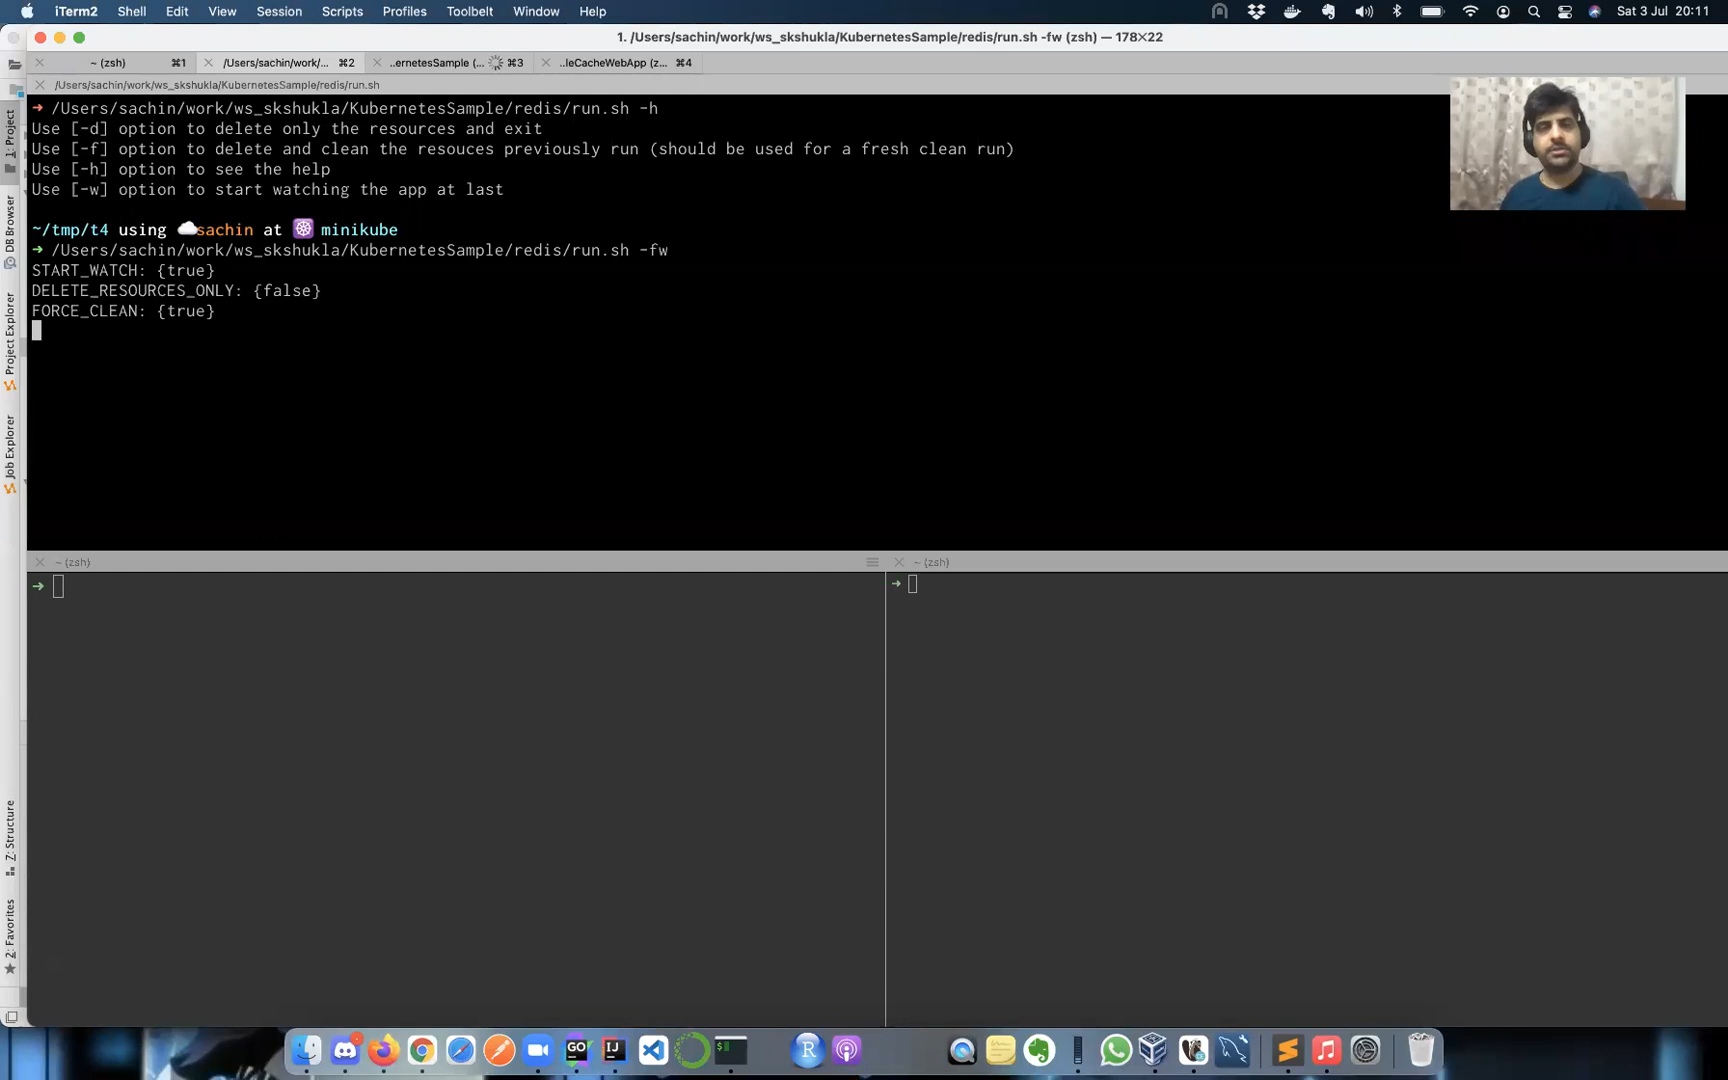 iTerm2 Shell Edit View Session Scripts Profiles Toolbelt Window Help Sat 3 Jul 20:11
1. /Users/sachin/work/ws_skshukla/KubernetesSample/redis/run.sh -fw (zsh) — 178×22
~ (zsh) ⌘1 /Users/sachin/work/... ⌘2 ..ernetesSample (... ⌘3 ..leCacheWebApp (z... ⌘4
/Users/sachin/work/ws_skshukla/KubernetesSample/redis/run.sh
➜ /Users/sachin/work/ws_skshukla/KubernetesSample/redis/run.sh -h
Use [-d] option to delete only the resources and exit
Use [-f] option to delete and clean the resouces previously run (should be used for a fresh clean run)
Use [-h] option to see the help
Use [-w] option to start watching the app at last
~/tmp/t4 using ☁️sachin at ☸️ minikube
➜ /Users/sachin/work/ws_skshukla/KubernetesSample/redis/run.sh -fw
START_WATCH: {true}
DELETE_RESOURCES_ONLY: {false}
FORCE_CLEAN: {true}
~ (zsh)
➜
~ (zsh)
➜
1: Project
DB Browser
Project Explorer
Job Explorer
Z: Structure
2: Favorites
GO
IJ
$
R